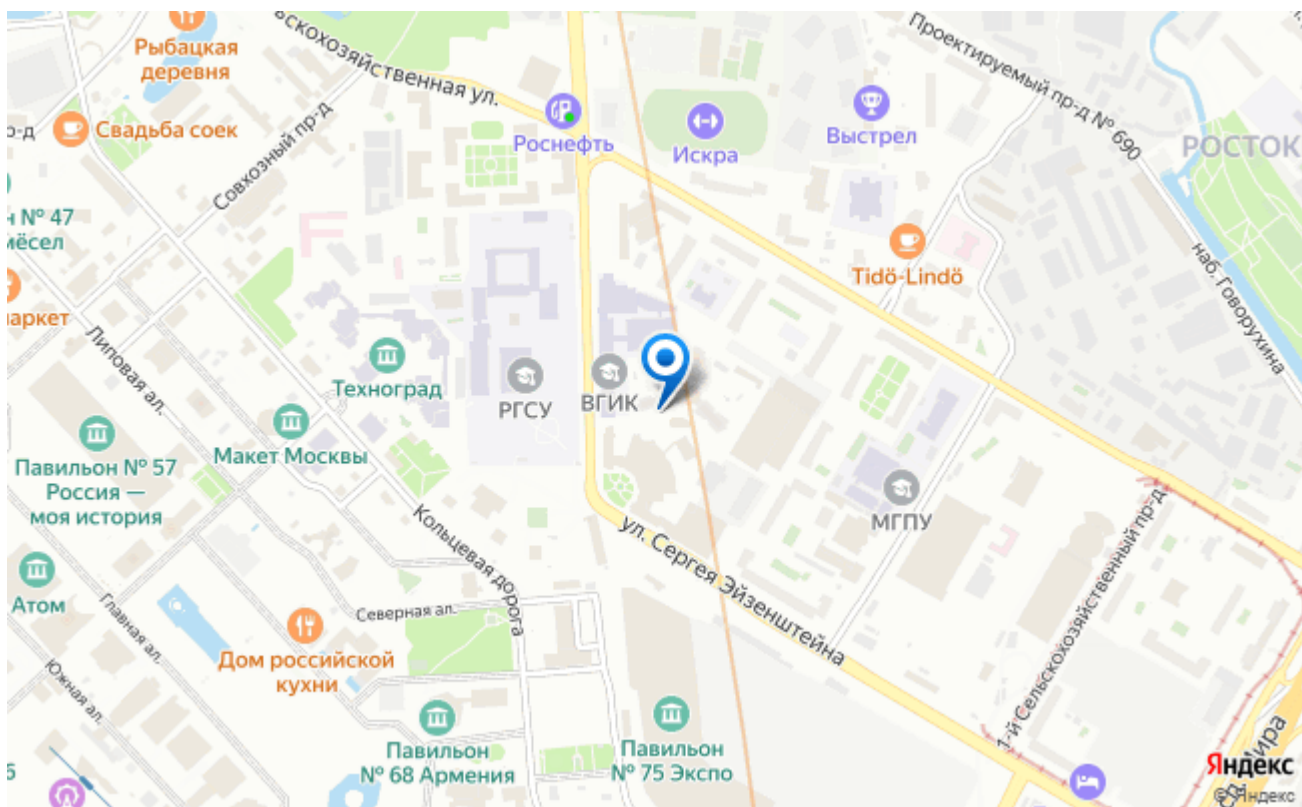 Рыбацкая
деревня
скохозяйственная ул.
Проектируемый пр-д № 690
Свадьба соек
Совхозный пр-д
Роснефть
Искра
Выстрел
РОСТОК
№ 47
Tidö-Lindö
наб. Говорухина
Липовая ал.
Техноград
РГСУ
ВГИК
Макет Москвы
Павильон № 57
Россия —
моя история
МГПУ
Кольцевая дорога
ул. Сергея Эйзенштейна
1-й Сельскохозяйственный пр-д
Атом
Северная ал.
Главная ал.
Дом российской
кухни
Южная ал.
Павильон
№ 68 Армения
Павильон
№ 75 Экспо
Яндекс
© Яндекс